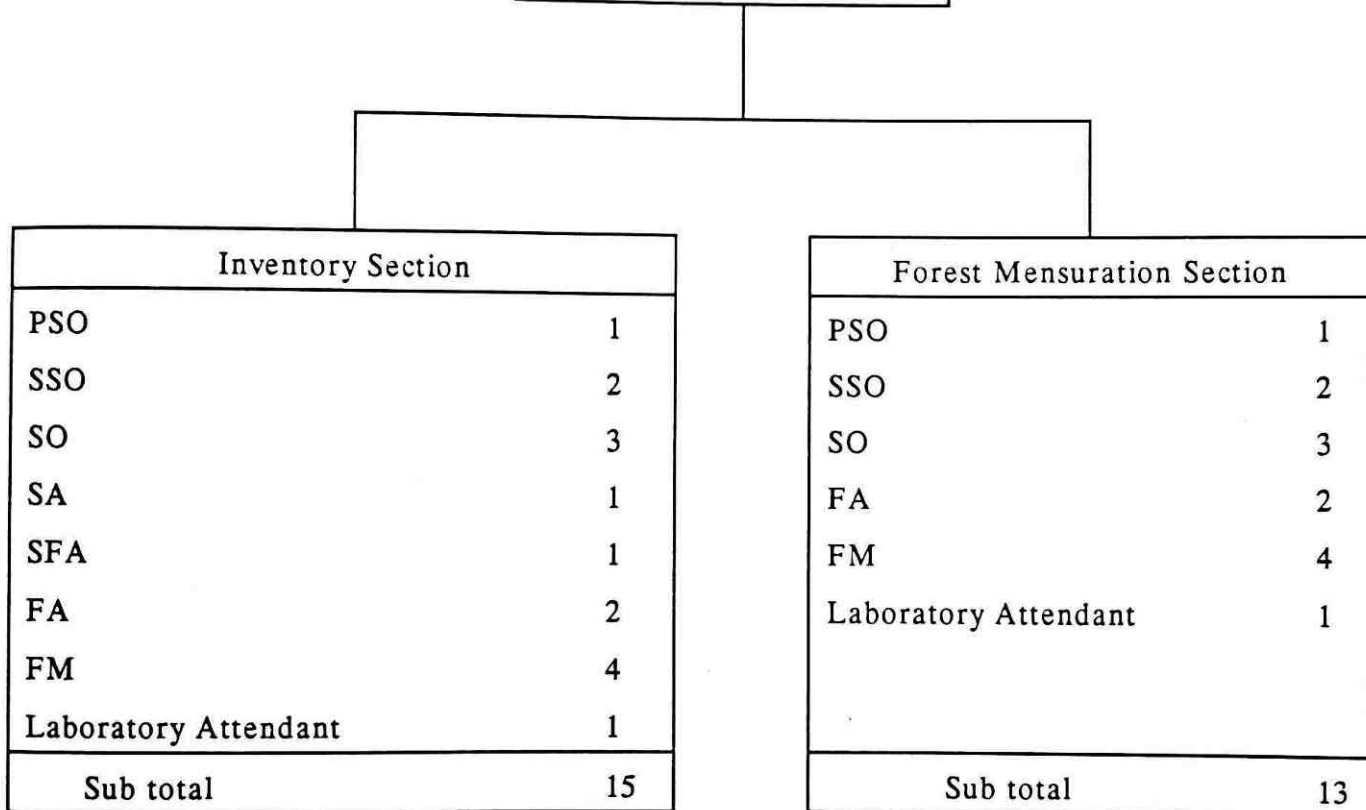 Inventory Section
PSO 1
SSO 2
SO 3
SA 1
SFA 1
FA 2
FM 4
Laboratory Attendant 1
Sub total 15
Forest Mensuration Section
PSO 1
SSO 2
SO 3
FA 2
FM 4
Laboratory Attendant 1
Sub total 13